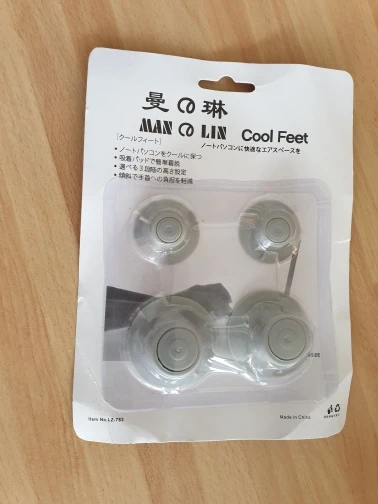 曼の琳
MAN の LIN Cool Feet
[クールフィート] ノートパソコンに快適なエアスペースを
• ノートパソコンをクールに保つ
• 吸着パッドで簡単着脱
• 選べる3段階の高さ設定
• 傾斜で手首への負担を軽減
Item No.LZ-783
Made in China